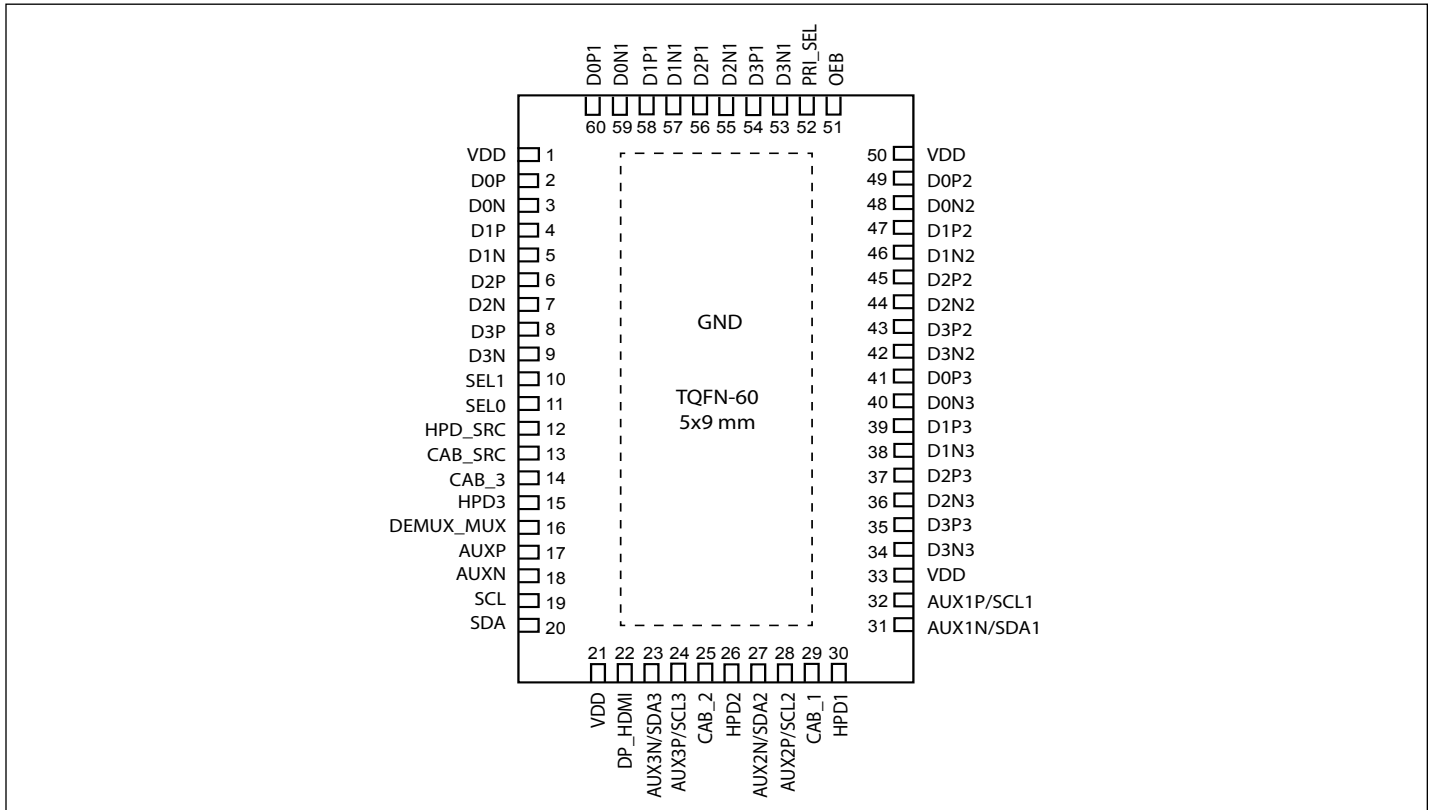 D0P1 D0N1 D1P1 D1N1 D2P1 D2N1 D3P1 D3N1 PRI_SEL OEB
60 59 58 57 56 55 54 53 52 51
VDD 1
D0P 2
D0N 3
D1P 4
D1N 5
D2P 6
D2N 7
D3P 8
D3N 9
SEL1 10
SEL0 11
HPD_SRC 12
CAB_SRC 13
CAB_3 14
HPD3 15
DEMUX_MUX 16
AUXP 17
AUXN 18
SCL 19
SDA 20
GND
TQFN-60
5x9 mm
50 VDD
49 D0P2
48 D0N2
47 D1P2
46 D1N2
45 D2P2
44 D2N2
43 D3P2
42 D3N2
41 D0P3
40 D0N3
39 D1P3
38 D1N3
37 D2P3
36 D2N3
35 D3P3
34 D3N3
33 VDD
32 AUX1P/SCL1
31 AUX1N/SDA1
21 22 23 24 25 26 27 28 29 30
VDD DP_HDMI AUX3N/SDA3 AUX3P/SCL3 CAB_2 HPD2 AUX2N/SDA2 AUX2P/SCL2 CAB_1 HPD1